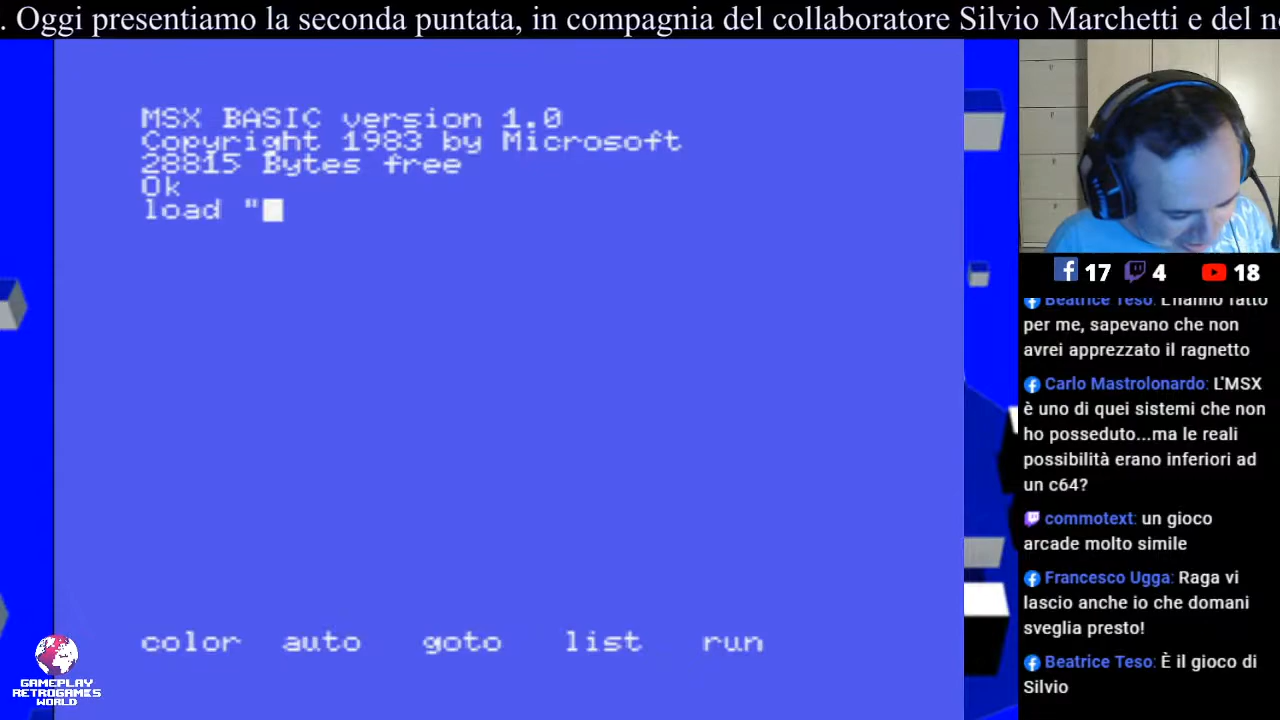 . Oggi presentiamo la seconda puntata, in compagnia del collaboratore Silvio Marchetti e del
MSX BASIC version 1.0
Copyright 1983 by Microsoft
28815 Bytes free
Ok
load "
color auto goto list run
GAMEPLAY
RETROGAMES
WORLD
17 4 18
Beatrice Teso: L'hanno fatto
per me, sapevano che non
avrei apprezzato il ragnetto
Carlo Mastrolonardo: L'MSX
è uno di quei sistemi che non
ho posseduto...ma le reali
possibilità erano inferiori ad
un c64?
commotext: un gioco
arcade molto simile
Francesco Ugga: Raga vi
lascio anche io che domani
sveglia presto!
Beatrice Teso: È il gioco di
Silvio